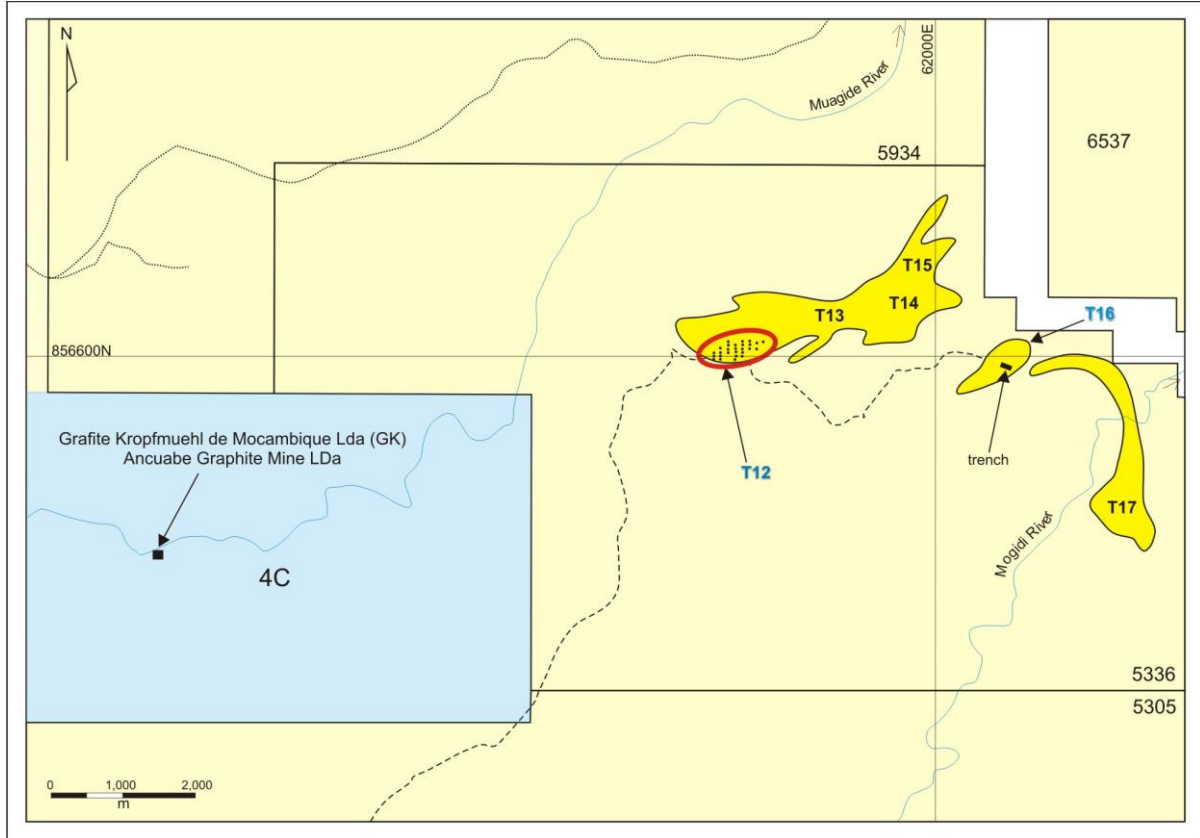 N
Muagide River
62000E
5934
6537
T15
T14
T13
T16
856600N
Grafite Kropfmuehl de Mocambique Lda (GK)
Ancuabe Graphite Mine LDa
T12
trench
T17
Mogidi River
4C
5336
5305
0 1,000 2,000
m